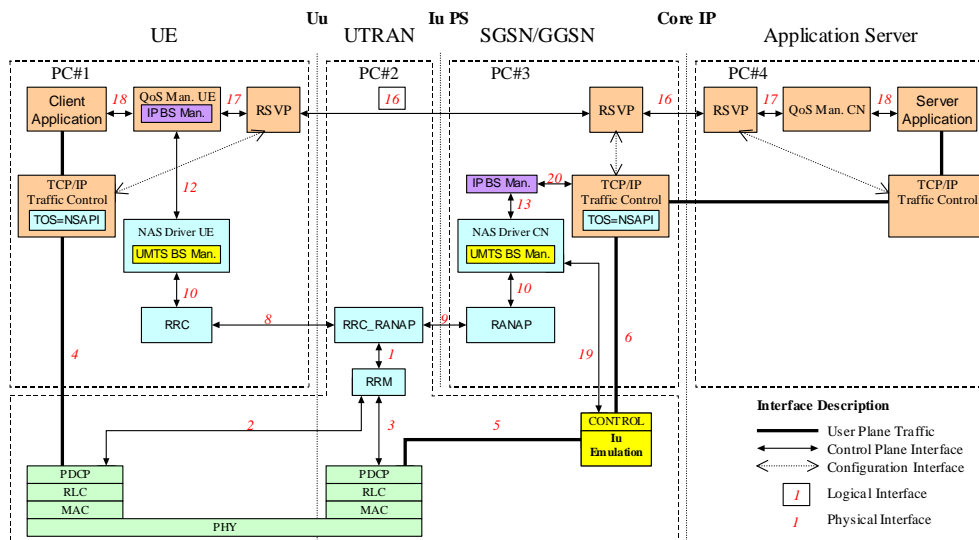 Uu
Iu PS
Core IP
UE
UTRAN
SGSN/GGSN
Application Server
PC#1
PC#2
PC#3
PC#4
Client
Application
18
QoS Man. UE
IP BS Man.
17
RSVP
16
RSVP
16
RSVP
17
QoS Man. CN
18
Server
Application
12
TCP/IP
Traffic Control
TOS=NSAPI
IP BS Man.
20
13
TCP/IP
Traffic Control
TOS=NSAPI
TCP/IP
Traffic Control
NAS Driver UE
UMTS BS Man.
NAS Driver CN
UMTS BS Man.
10
10
RRC
8
RRC_RANAP
9
RANAP
4
1
19
6
RRM
2
3
5
CONTROL
Iu
Emulation
PDCP
RLC
MAC
PDCP
RLC
MAC
PHY
Interface Description
User Plane Traffic
Control Plane Interface
Configuration Interface
1
Logical Interface
1
Physical Interface